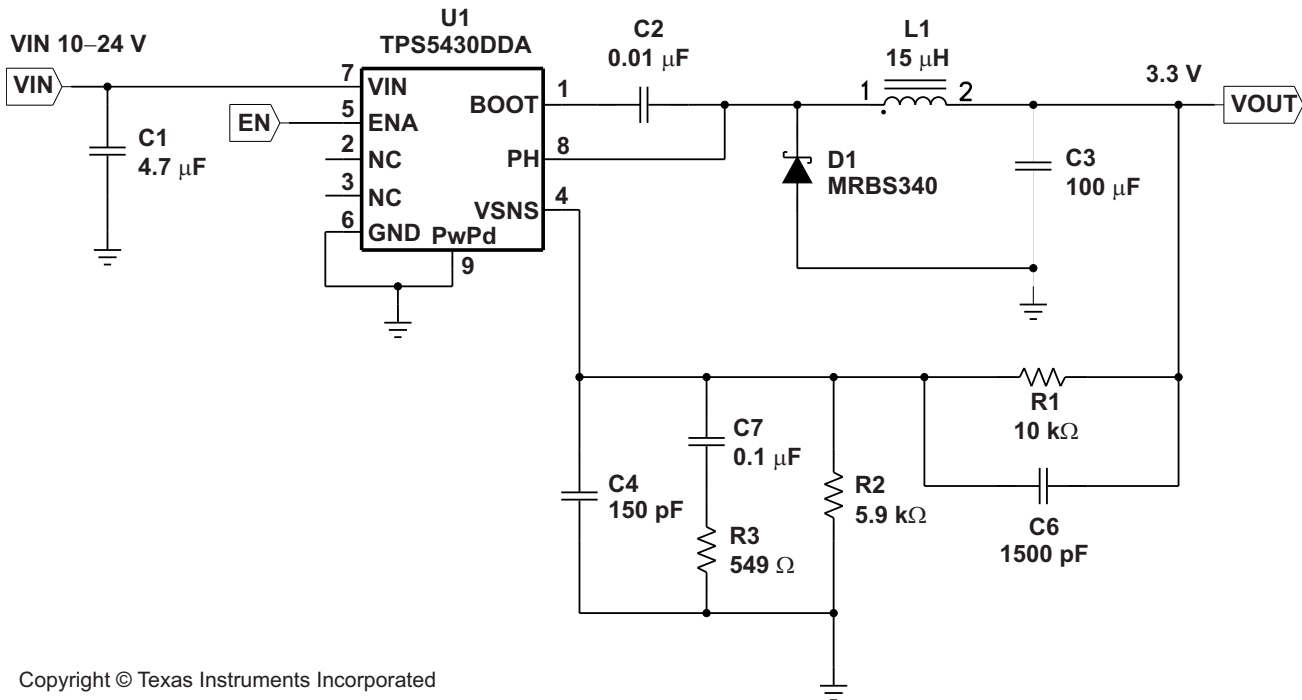 VIN 10–24 V
VIN
C1
4.7 μF
EN
U1
TPS5430DDA
7
VIN
5
ENA
2
NC
3
NC
6
GND
PwPd
9
BOOT
1
PH
8
VSNS
4
C2
0.01 μF
L1
15 μH
1
2
3.3 V
VOUT
D1
MRBS340
C3
100 μF
R1
10 kΩ
C7
0.1 μF
C4
150 pF
R3
549 Ω
R2
5.9 kΩ
C6
1500 pF
Copyright © Texas Instruments Incorporated